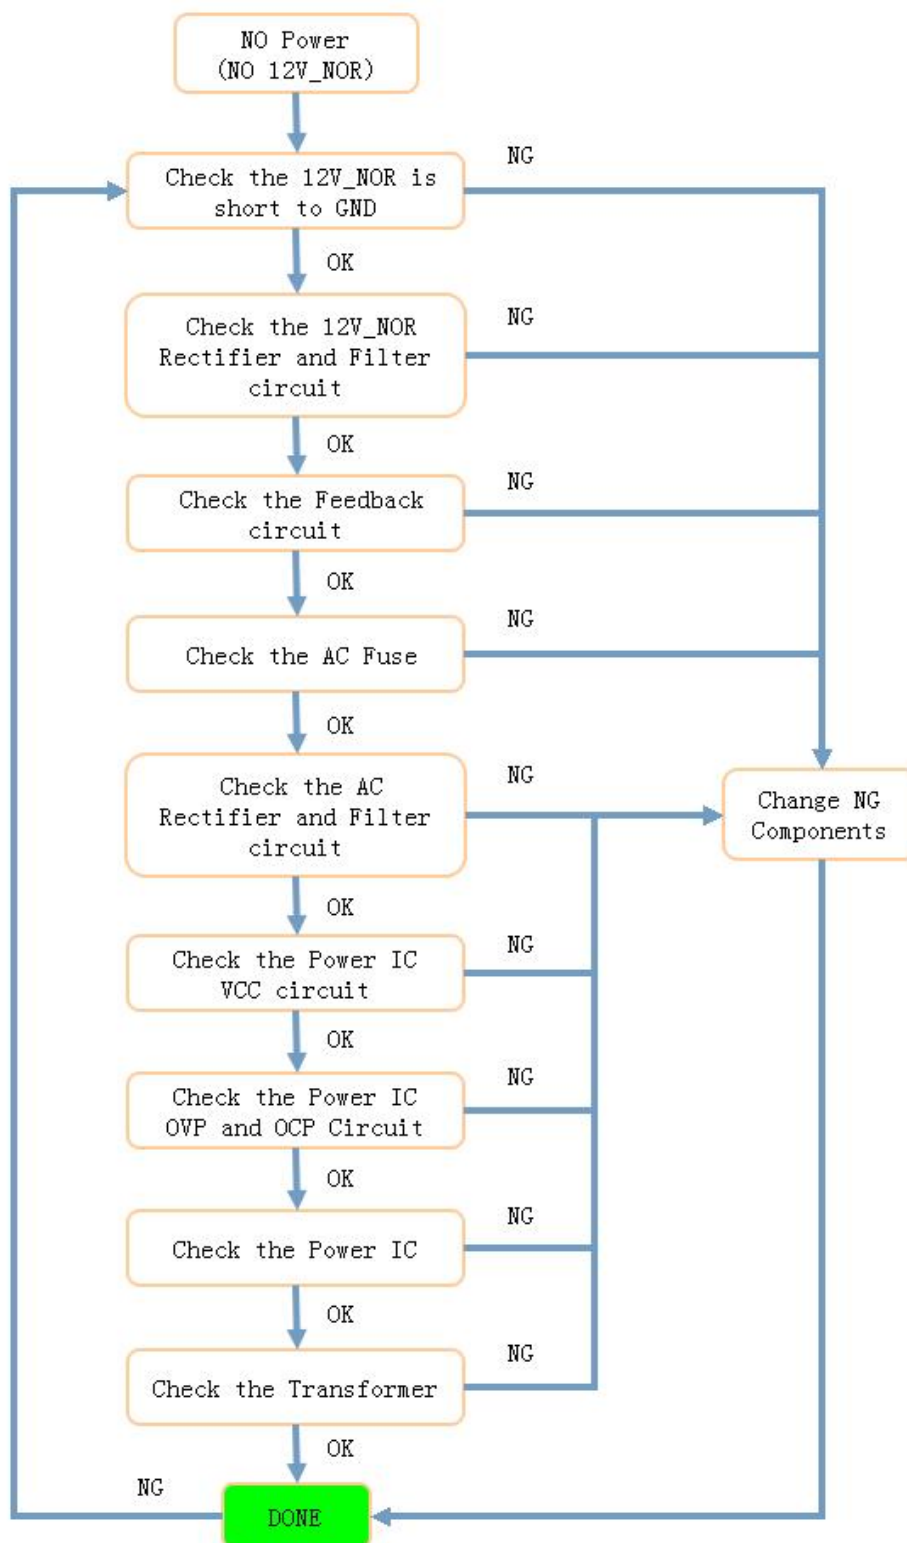 NO Power
(NO 12V_NOR)
NG
Check the 12V_NOR is
short to GND
OK
NG
Check the 12V_NOR
Rectifier and Filter
circuit
OK
NG
Check the Feedback
circuit
OK
NG
Check the AC Fuse
OK
NG
Check the AC
Rectifier and Filter
circuit
Change NG
Components
OK
NG
Check the Power IC
VCC circuit
OK
NG
Check the Power IC
OVP and OCP Circuit
OK
NG
Check the Power IC
OK
NG
Check the Transformer
OK
NG
DONE